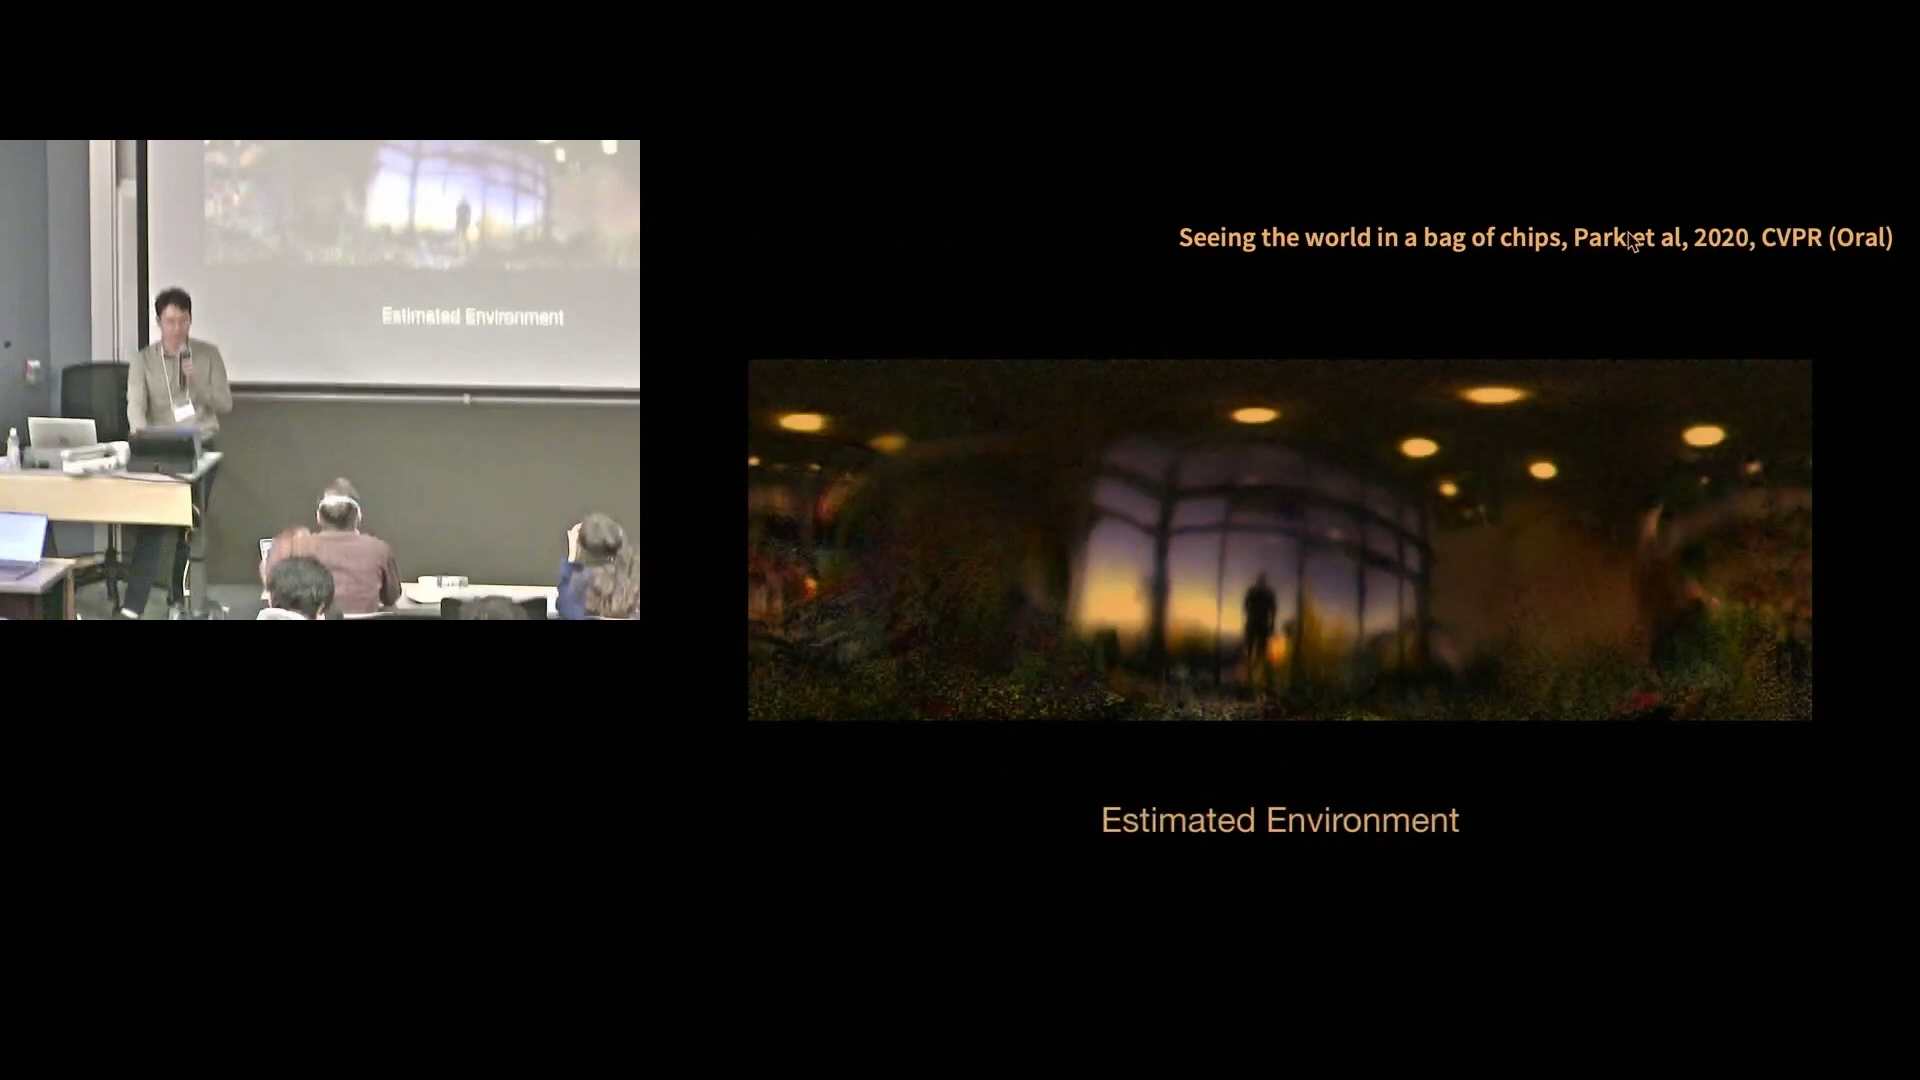 Estimated Environment
Seeing the world in a bag of chips, Park et al, 2020, CVPR (Oral)
Estimated Environment